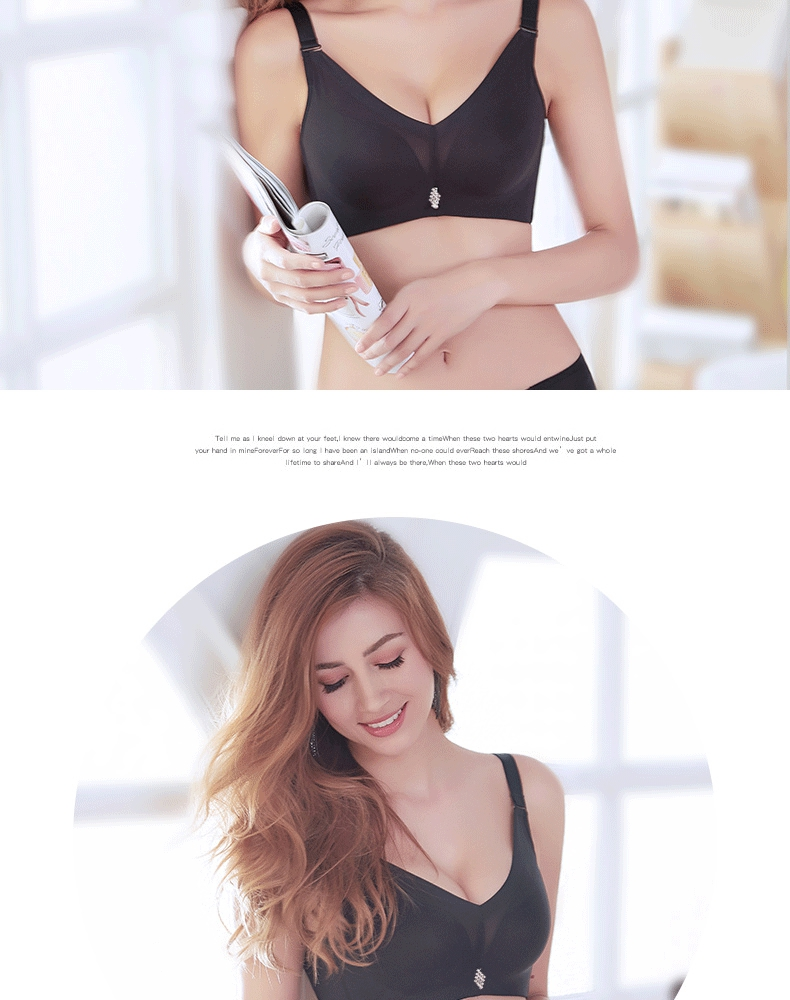 Tell me as I kneel down at your feet,I knew there wouldcome a timeWhen these two hearts would entwineJust put
your hand in mineForeverFor so long I have been an islandWhen no-one could everReach these shoresAnd we've got a whole
lifetime to shareAnd I'll always be there,When these two hearts would